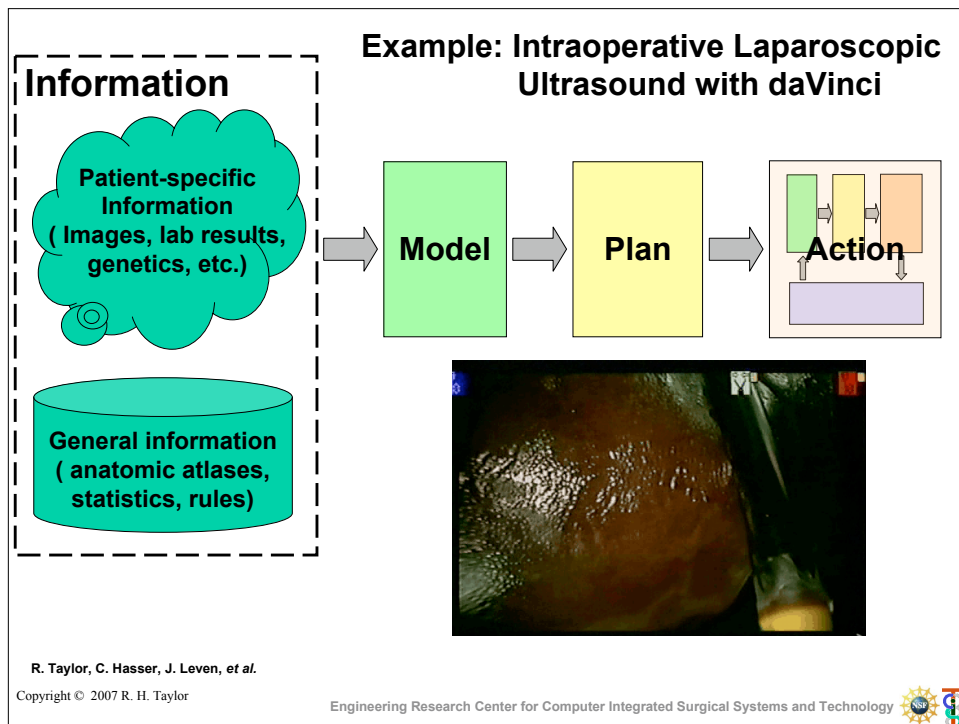 Example: Intraoperative Laparoscopic
Ultrasound with daVinci
Information
Patient-specific
Information
( Images, lab results,
genetics, etc.)
Model
Plan
Action
General information
( anatomic atlases,
statistics, rules)
R. Taylor, C. Hasser, J. Leven, et al.
Copyright © 2007 R. H. Taylor
Engineering Research Center for Computer Integrated Surgical Systems and Technology
NSF